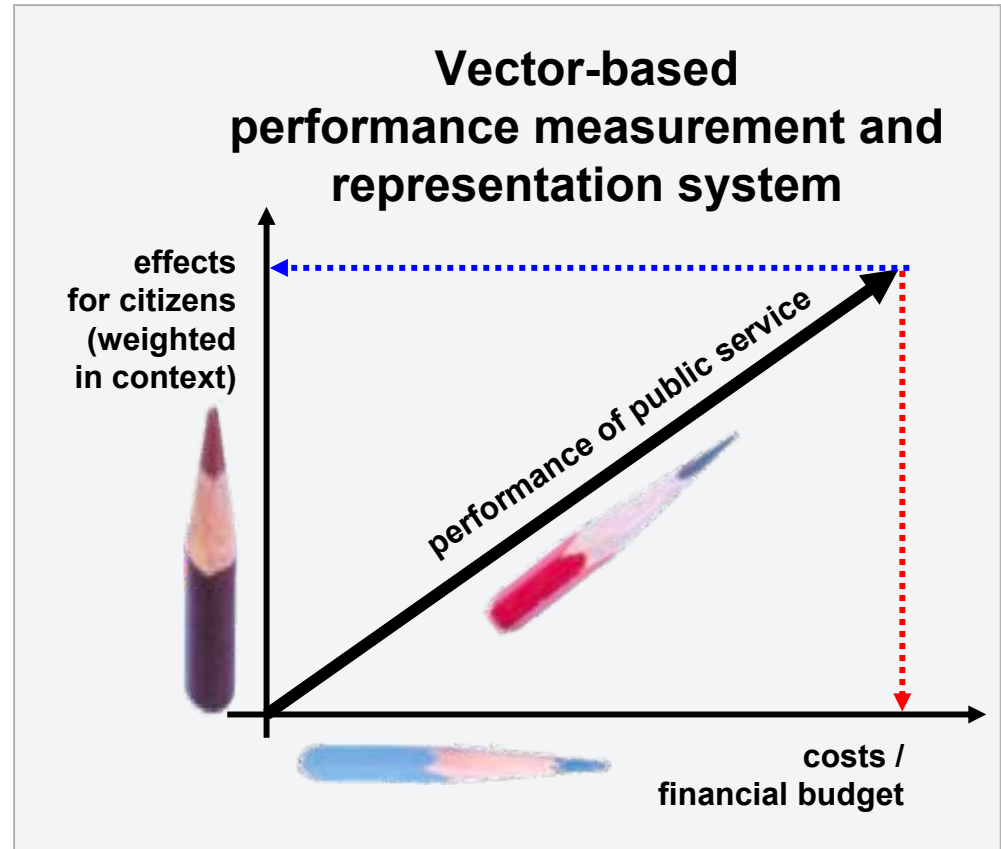 Vector-based
performance measurement and
representation system
effects
for citizens
(weighted
in context)
performance of public service
costs /
financial budget